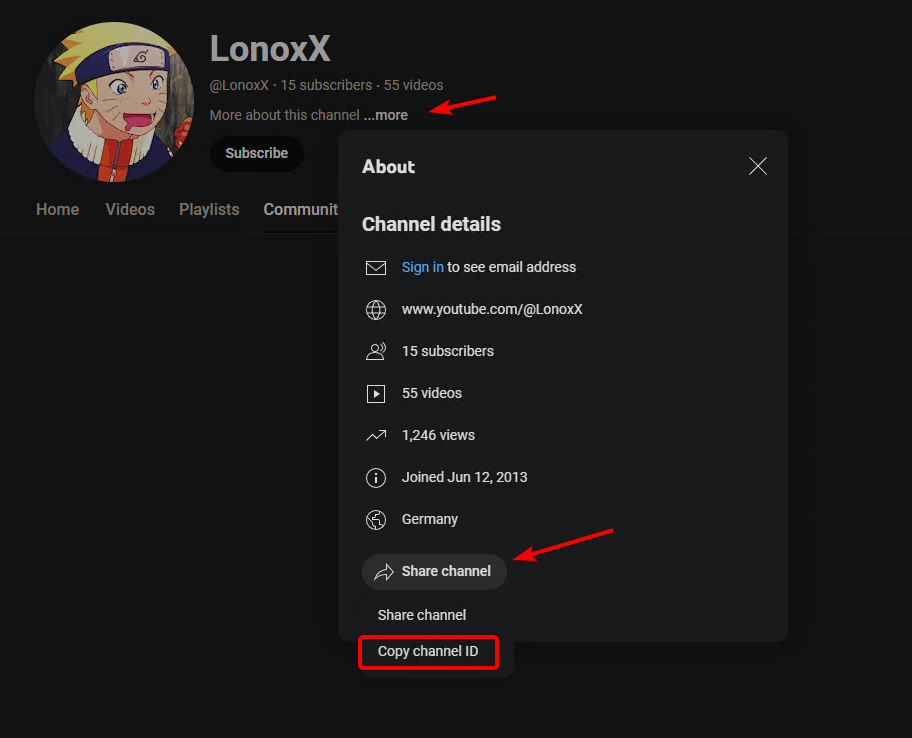 LonoxX
@LonoxX · 15 subscribers · 55 videos
More about this channel ...more
Subscribe
Home Videos Playlists Communit
About
Channel details
Sign in to see email address
www.youtube.com/@LonoxX
15 subscribers
55 videos
1,246 views
Joined Jun 12, 2013
Germany
Share channel
Share channel
Copy channel ID